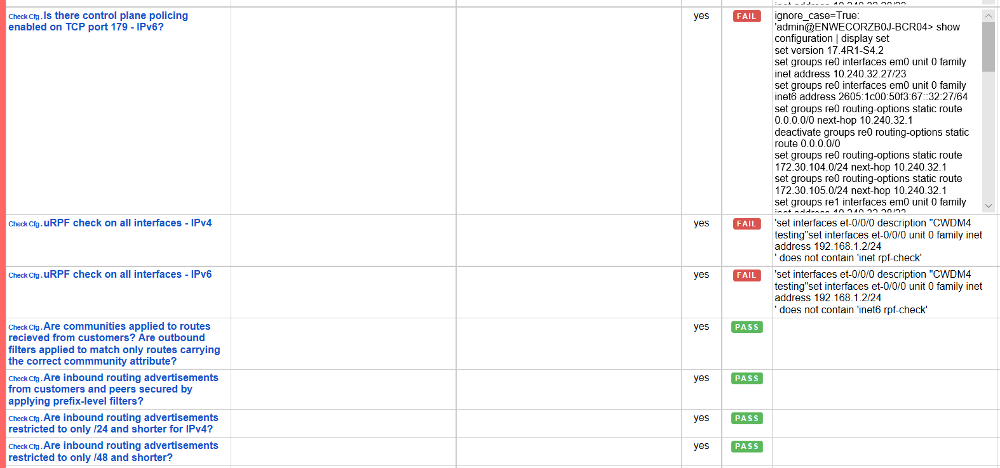 Check Cfg.Is there control plane policing
enabled on TCP port 179 - IPv6?
yes
FAIL
ignore_case=True:
'admin@ENWECORZB0J-BCR04> show
configuration | display set
set version 17.4R1-S4.2
set groups re0 interfaces em0 unit 0 family
inet address 10.240.32.27/23
set groups re0 interfaces em0 unit 0 family
inet6 address 2605:1c00:50f3:67::32:27/64
set groups re0 routing-options static route
0.0.0.0/0 next-hop 10.240.32.1
deactivate groups re0 routing-options static
route 0.0.0.0/0
set groups re0 routing-options static route
172.30.104.0/24 next-hop 10.240.32.1
set groups re0 routing-options static route
172.30.105.0/24 next-hop 10.240.32.1
set groups re1 interfaces em0 unit 0 family
Check Cfg.uRPF check on all interfaces - IPv4
yes
FAIL
'set interfaces et-0/0/0 description "CWDM4
testing"set interfaces et-0/0/0 unit 0 family inet
address 192.168.1.2/24
' does not contain 'inet rpf-check'
Check Cfg.uRPF check on all interfaces - IPv6
yes
FAIL
'set interfaces et-0/0/0 description "CWDM4
testing"set interfaces et-0/0/0 unit 0 family inet
address 192.168.1.2/24
' does not contain 'inet6 rpf-check'
Check Cfg.Are communities applied to routes
recieved from customers? Are outbound
filters applied to match only routes carrying
the correct commmunity attribute?
yes
PASS
Check Cfg.Are inbound routing advertisements
from customers and peers secured by
applying prefix-level filters?
yes
PASS
Check Cfg.Are inbound routing advertisements
restricted to only /24 and shorter for IPv4?
yes
PASS
Check Cfg.Are inbound routing advertisements
restricted to only /48 and shorter?
yes
PASS